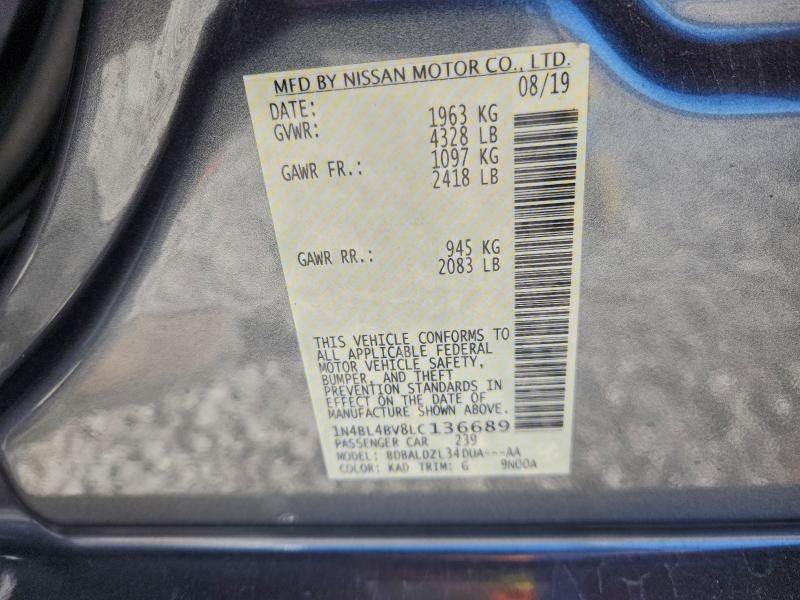 MFD BY NISSAN MOTOR CO., LTD.
DATE: 08/19
GVWR: 1963 KG
4328 LB
GAWR FR.: 1097 KG
2418 LB
GAWR RR.: 945 KG
2083 LB
THIS VEHICLE CONFORMS TO
ALL APPLICABLE FEDERAL
MOTOR VEHICLE SAFETY,
BUMPER, AND THEFT
PREVENTION STANDARDS IN
EFFECT ON THE DATE OF
MANUFACTURE SHOWN ABOVE.
1N4BL4BV8LC136689
PASSENGER CAR 239
MODEL: BDBALDZL34DUA---AA
COLOR: KAD TRIM: G 9N00A